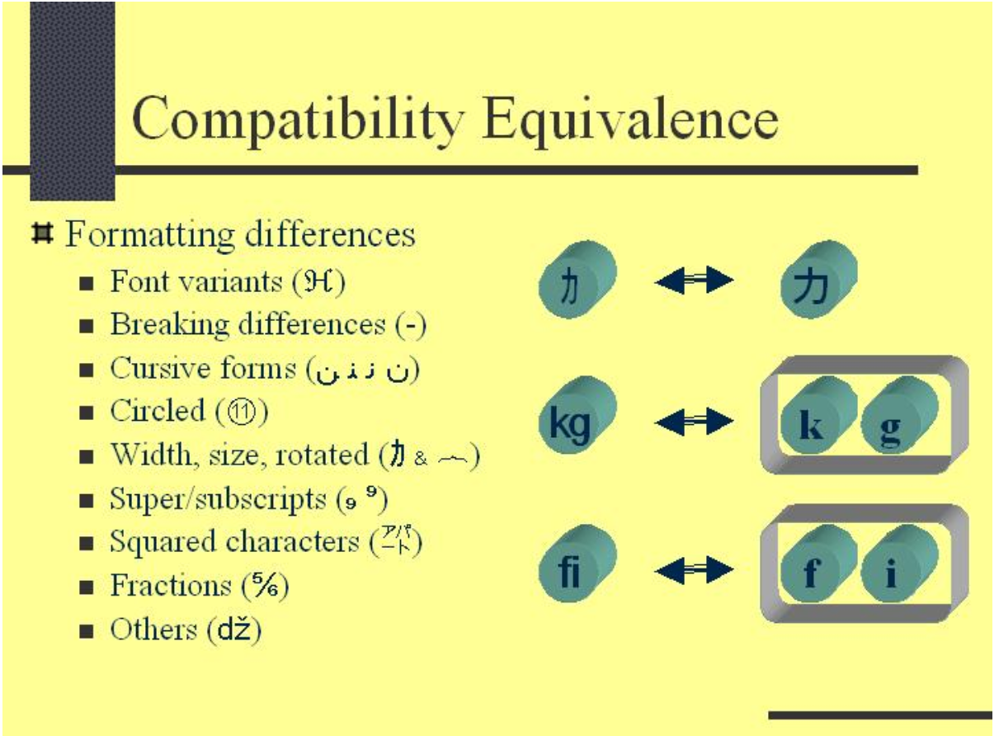 Compatibility Equivalence
Formatting differences
Font variants (ℌ)
Breaking differences (-)
Cursive forms (ن ﻧ ﻨ ﻦ)
Circled (⑪)
Width, size, rotated (ｶ & ︷)
Super/subscripts (₉ ⁹)
Squared characters (㌀)
Fractions (⅚)
Others (dž)
ｶ カ
㎏ k g
ﬁ f i